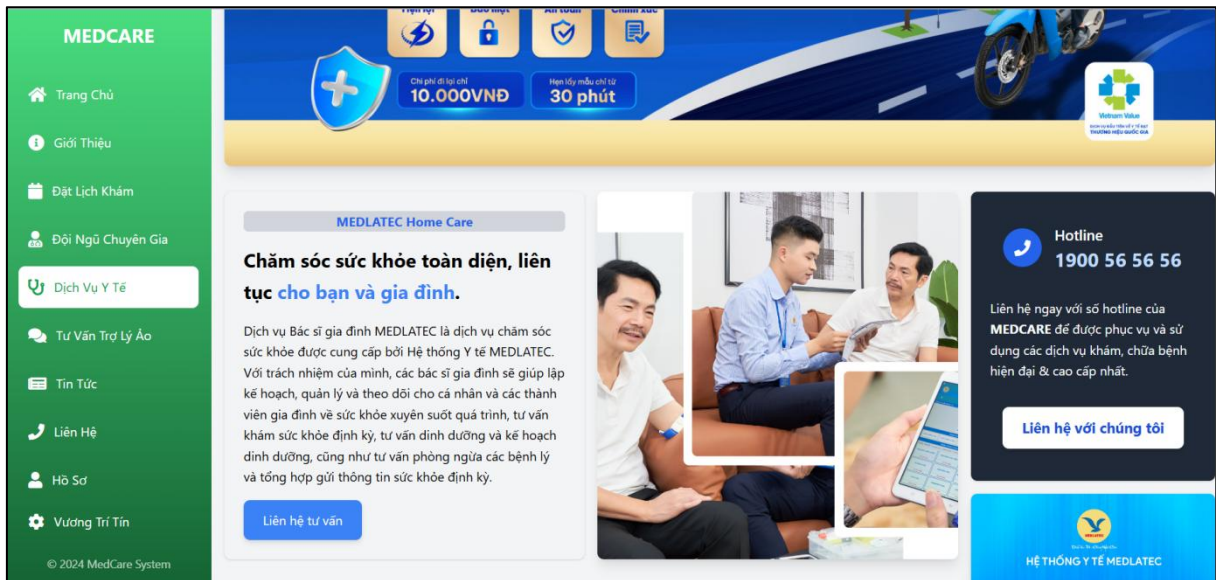 MEDCARE
Trang Chủ
Giới Thiệu
Đặt Lịch Khám
Đội Ngũ Chuyên Gia
Dịch Vụ Y Tế
Tư Vấn Trợ Lý Ảo
Tin Tức
Liên Hệ
Hồ Sơ
Vương Trí Tín
© 2024 MedCare System
Chi phí đi lại chỉ
10.000VNĐ
Hẹn lấy mẫu chỉ từ
30 phút
Vietnam Value
THƯƠNG HIỆU QUỐC GIA
MEDLATEC Home Care
Chăm sóc sức khỏe toàn diện, liên
tục cho bạn và gia đình.
Dịch vụ Bác sĩ gia đình MEDLATEC là dịch vụ chăm sóc
sức khỏe được cung cấp bởi Hệ thống Y tế MEDLATEC.
Với trách nhiệm của mình, các bác sĩ gia đình sẽ giúp lập
kế hoạch, quản lý và theo dõi cho cá nhân và các thành
viên gia đình về sức khỏe xuyên suốt quá trình, tư vấn
khám sức khỏe định kỳ, tư vấn dinh dưỡng và kế hoạch
dinh dưỡng, cũng như tư vấn phòng ngừa các bệnh lý
và tổng hợp gửi thông tin sức khỏe định kỳ.
Liên hệ tư vấn
Hotline
1900 56 56 56
Liên hệ ngay với số hotline của
MEDCARE để được phục vụ và sử
dụng các dịch vụ khám, chữa bệnh
hiện đại & cao cấp nhất.
Liên hệ với chúng tôi
MEDLATEC
HỆ THỐNG Y TẾ MEDLATEC